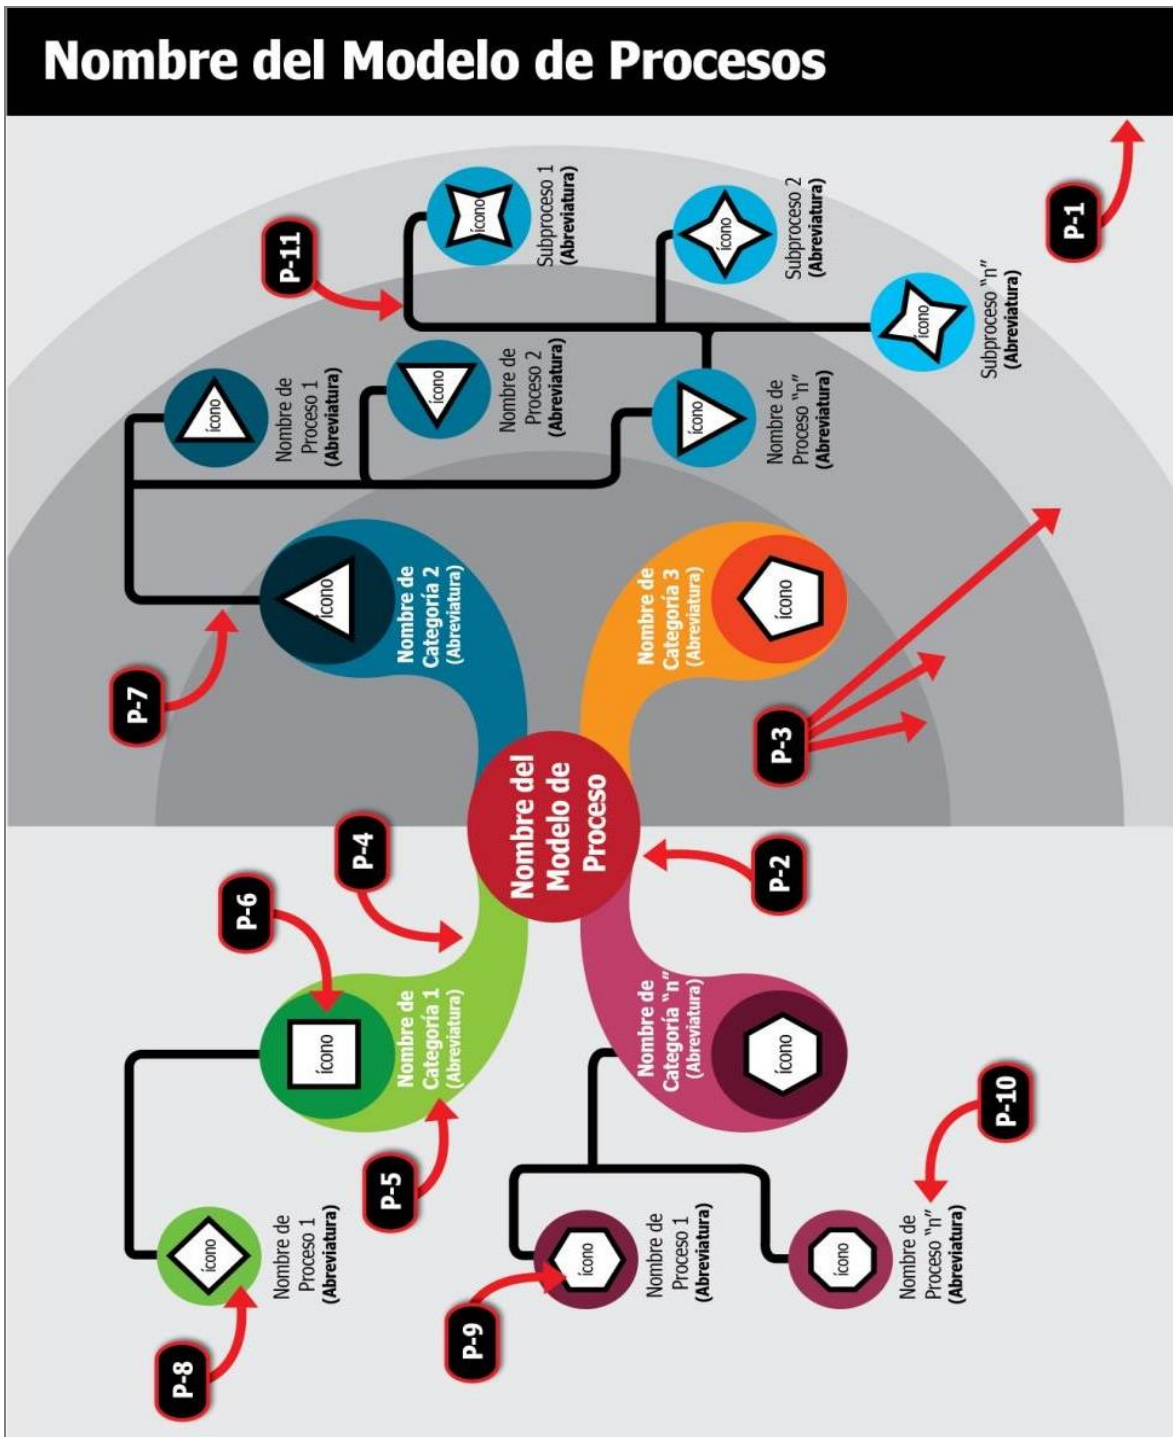 Nombre del Modelo de Procesos
P-1
P-11
ícono
Subproceso 1
(Abreviatura)
ícono
Subproceso 2
(Abreviatura)
ícono
Subproceso "n"
(Abreviatura)
ícono
Nombre de
Proceso 1
(Abreviatura)
ícono
Nombre de
Proceso 2
(Abreviatura)
ícono
Nombre de
Proceso "n"
(Abreviatura)
P-7
ícono
Nombre de
Categoría 2
(Abreviatura)
Nombre de
Categoría 3
(Abreviatura)
ícono
P-3
P-4
Nombre del
Modelo de
Proceso
P-2
P-6
ícono
Nombre de
Categoría 1
(Abreviatura)
Nombre de
Categoría "n"
(Abreviatura)
ícono
P-5
P-10
ícono
Nombre de
Proceso 1
(Abreviatura)
P-8
ícono
Nombre de
Proceso 1
(Abreviatura)
P-9
ícono
Nombre de
Proceso "n"
(Abreviatura)